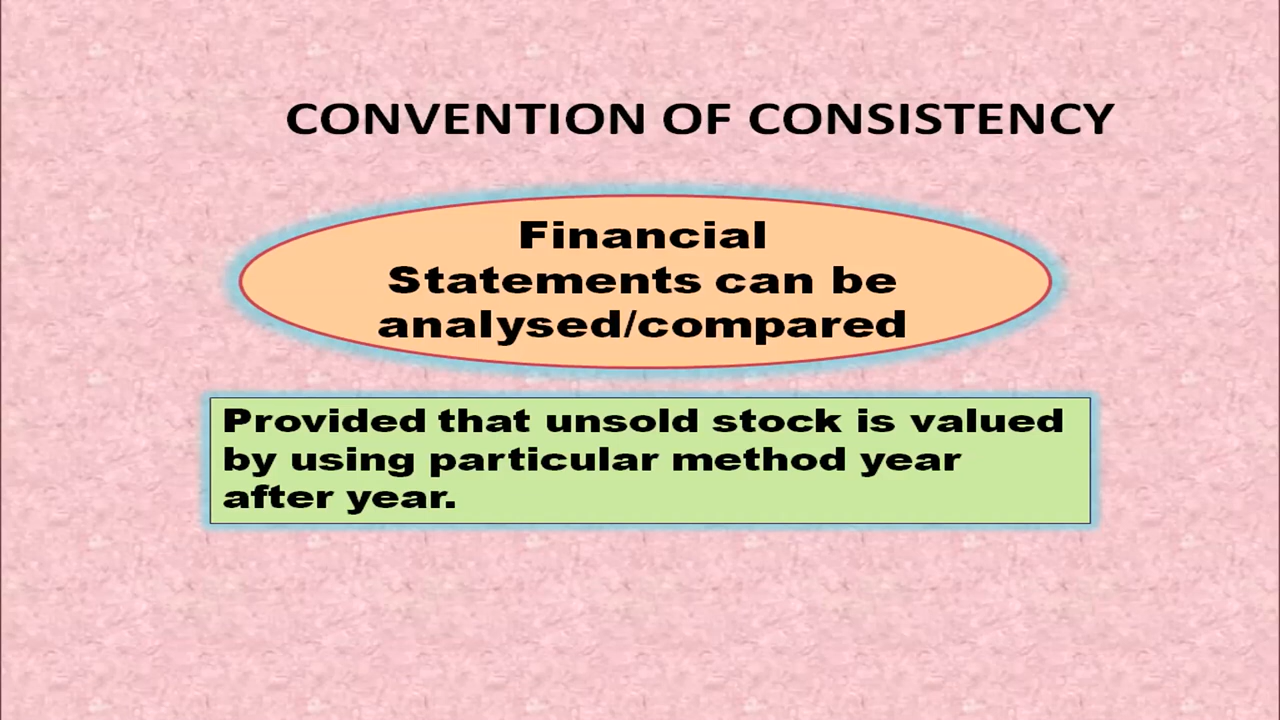 CONVENTION OF CONSISTENCY
Financial
Statements can be
analysed/compared
Provided that unsold stock is valued
by using particular method year
after year.